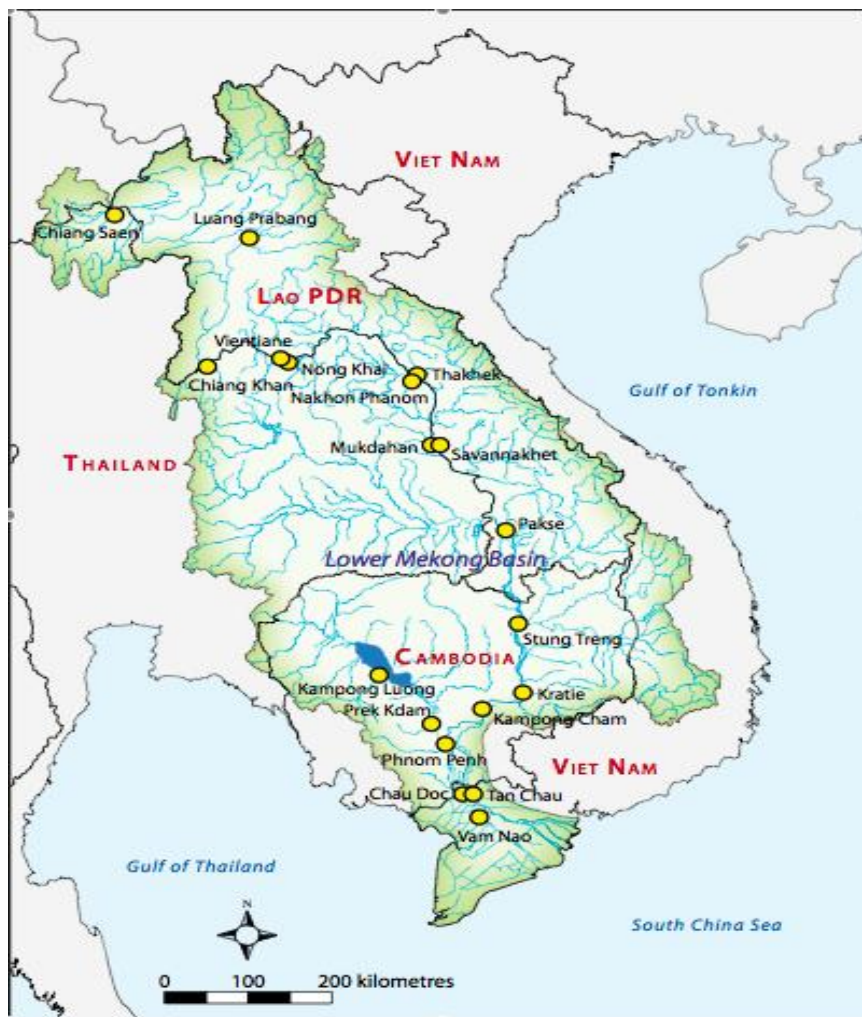 VIET NAM
Luang Prabang
Chiang Saen
LAO PDR
Vientiane
Nong Khai
Thakhek
Chiang Khan
Nakhon Phanom
Gulf of Tonkin
Mukdahan
Savannakhet
THAILAND
Pakse
Lower Mekong Basin
Stung Treng
CAMBODIA
Kampong Luong
Kratie
Prek Kdam
Kampong Cham
Phnom Penh
VIET NAM
Chau Doc
Tan Chau
Vam Nao
Gulf of Thailand
South China Sea
N
0 100 200 kilometres